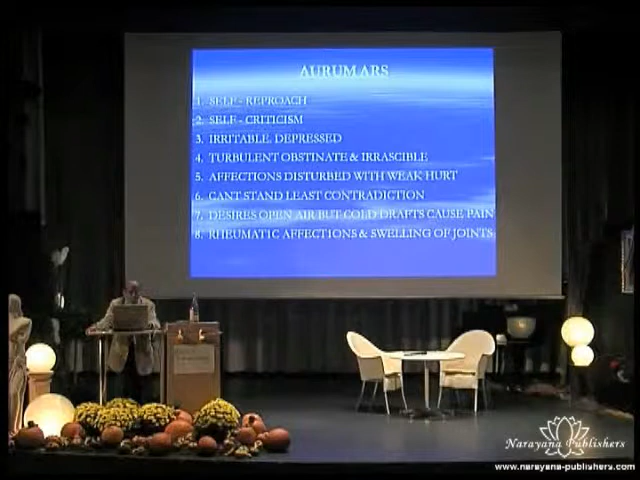 AURUM ARS
1. SELF - REPROACH
2. SELF - CRITICISM
3. IRRITABLE, DEPRESSED
4. TURBULENT OBSTINATE & IRRASCIBLE
5. AFFECTIONS DISTURBED WITH WEAK HURT
6. CANT STAND LEAST CONTRADICTION
7. DESIRES OPEN AIR BUT COLD DRAFTS CAUSE PAIN
8. RHEUMATIC AFFECTIONS & SWELLING OF JOINTS
Narayana Publishers
www.narayana-publishers.com